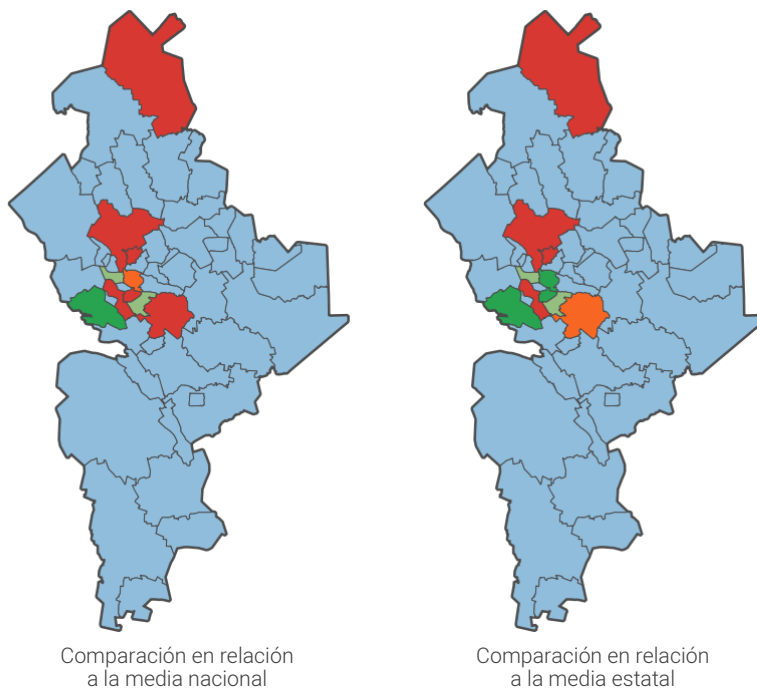 Comparación en relación
a la media nacional
Comparación en relación
a la media estatal